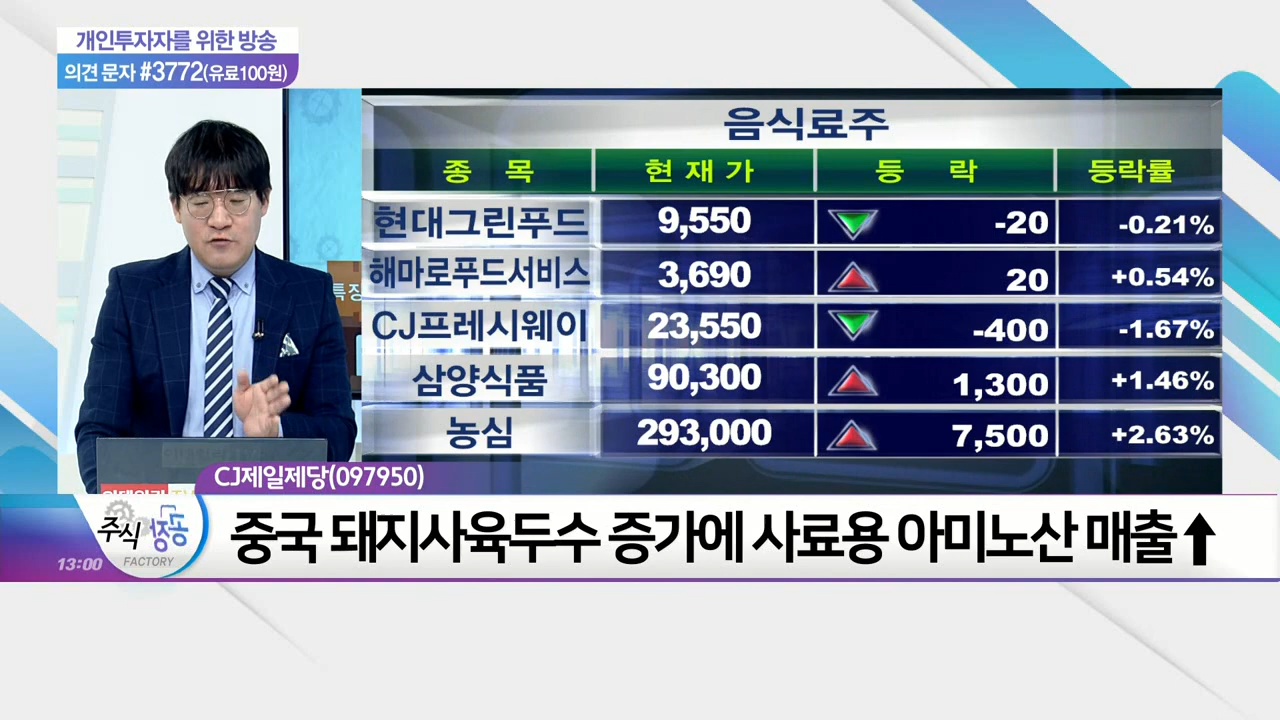 개인투자자를 위한 방송
의견 문자 #3772(유료100원)
음식료주
종 목 현 재 가 등 락 등락률
현대그린푸드 9,550 -20 -0.21%
해마로푸드서비스 3,690 20 +0.54%
CJ프레시웨이 23,550 -400 -1.67%
삼양식품 90,300 1,300 +1.46%
농심 293,000 7,500 +2.63%
특징
CJ제일제당(097950)
주식
FACTORY
중국 돼지사육두수 증가에 사료용 아미노산 매출↑
13:00